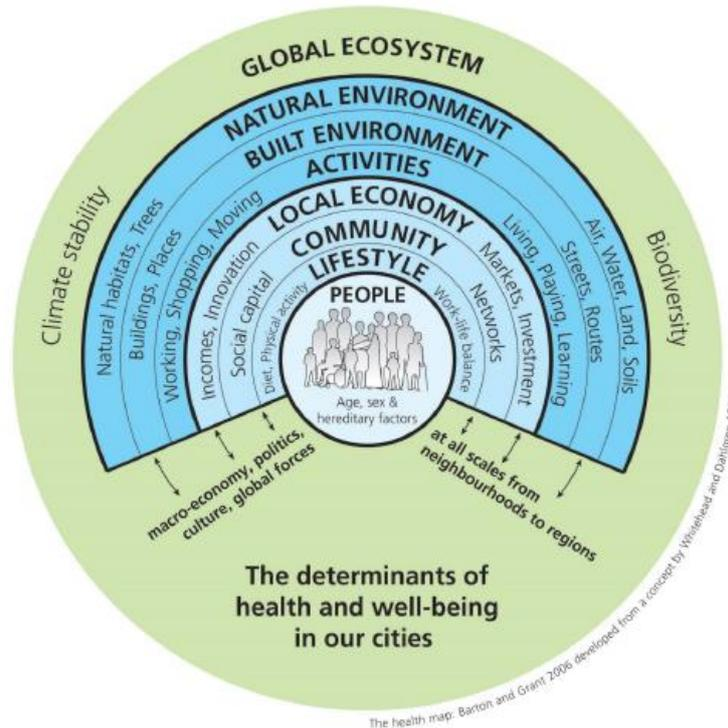 GLOBAL ECOSYSTEM
NATURAL ENVIRONMENT
BUILT ENVIRONMENT
ACTIVITIES
LOCAL ECONOMY
COMMUNITY
LIFESTYLE
PEOPLE
Age, sex &
hereditary factors
Climate stability
Natural habitats, Trees
Buildings, Places
Working, Shopping, Moving
Incomes, Innovation
Social capital
Diet, Physical activity
Work-life balance
Networks
Markets, Investment
Living, Playing, Learning
Streets, Routes
Air, Water, Land, Soils
Biodiversity
macro-economy, politics,
culture, global forces
at all scales from
neighbourhoods to regions
The determinants of
health and well-being
in our cities
The health map: Barton and Grant 2006 developed from a concept by Whitehead and